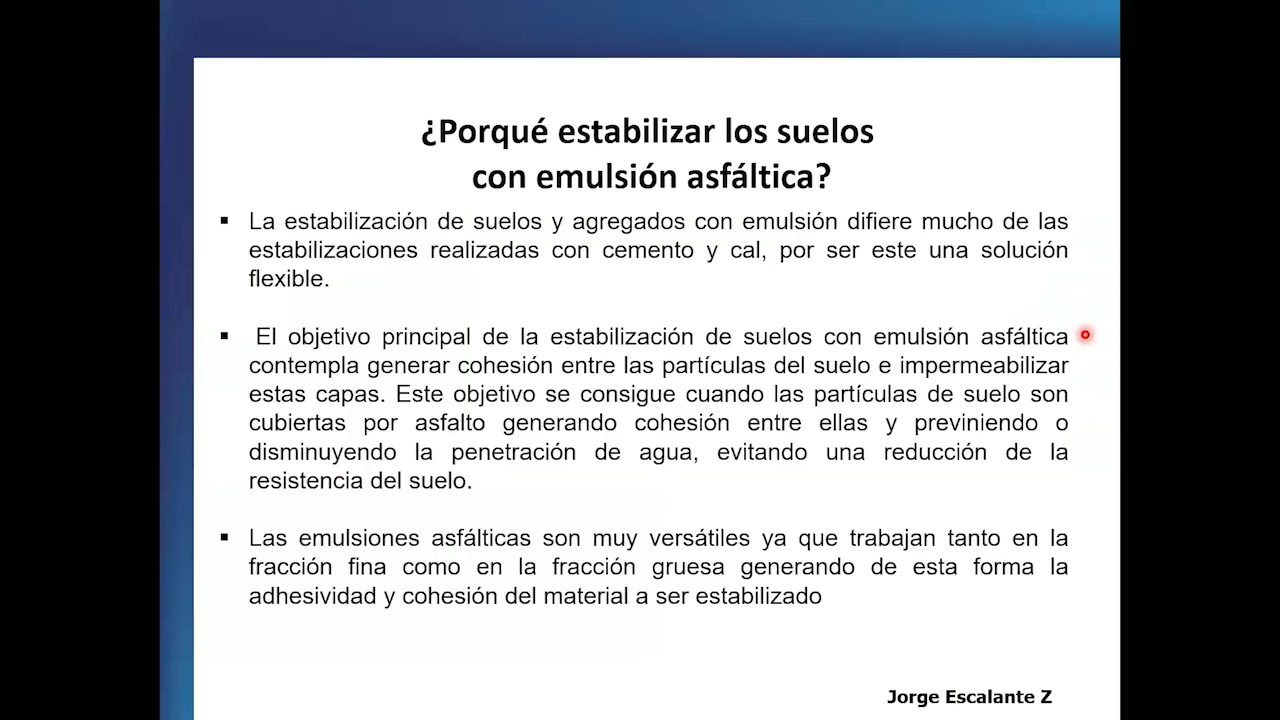 ¿Porqué estabilizar los suelos
con emulsión asfáltica?
▪ La estabilización de suelos y agregados con emulsión difiere mucho de las
estabilizaciones realizadas con cemento y cal, por ser este una solución
flexible.
▪ El objetivo principal de la estabilización de suelos con emulsión asfáltica
contempla generar cohesión entre las partículas del suelo e impermeabilizar
estas capas. Este objetivo se consigue cuando las partículas de suelo son
cubiertas por asfalto generando cohesión entre ellas y previniendo o
disminuyendo la penetración de agua, evitando una reducción de la
resistencia del suelo.
▪ Las emulsiones asfálticas son muy versátiles ya que trabajan tanto en la
fracción fina como en la fracción gruesa generando de esta forma la
adhesividad y cohesión del material a ser estabilizado
Jorge Escalante Z